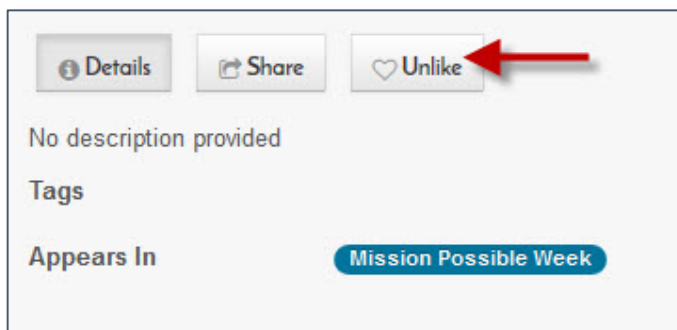 Details Share Unlike
No description provided
Tags
Appears In Mission Possible Week